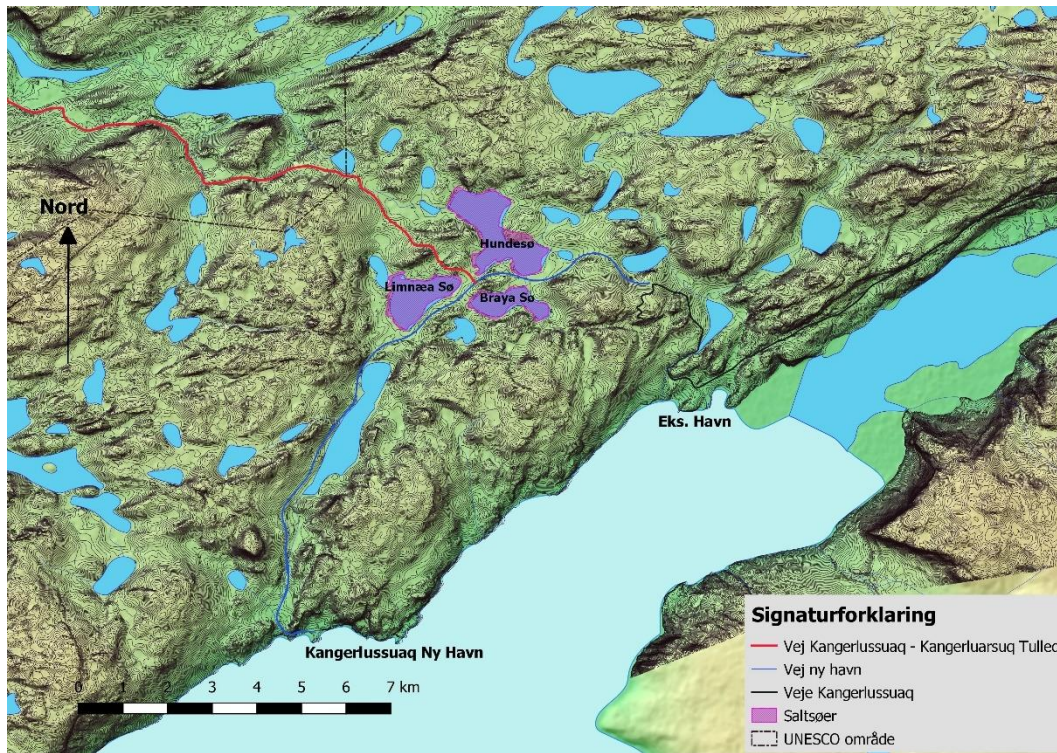 Nord
Hundesø
Limnæa Sø
Braya Sø
Eks. Havn
Kangerlussuaq Ny Havn
0 1 2 3 4 5 6 7 km
Signaturforklaring
Vej Kangerlussuaq - Kangerluarsuq Tulleq
Vej ny havn
Veje Kangerlussuaq
Saltsøer
UNESCO område